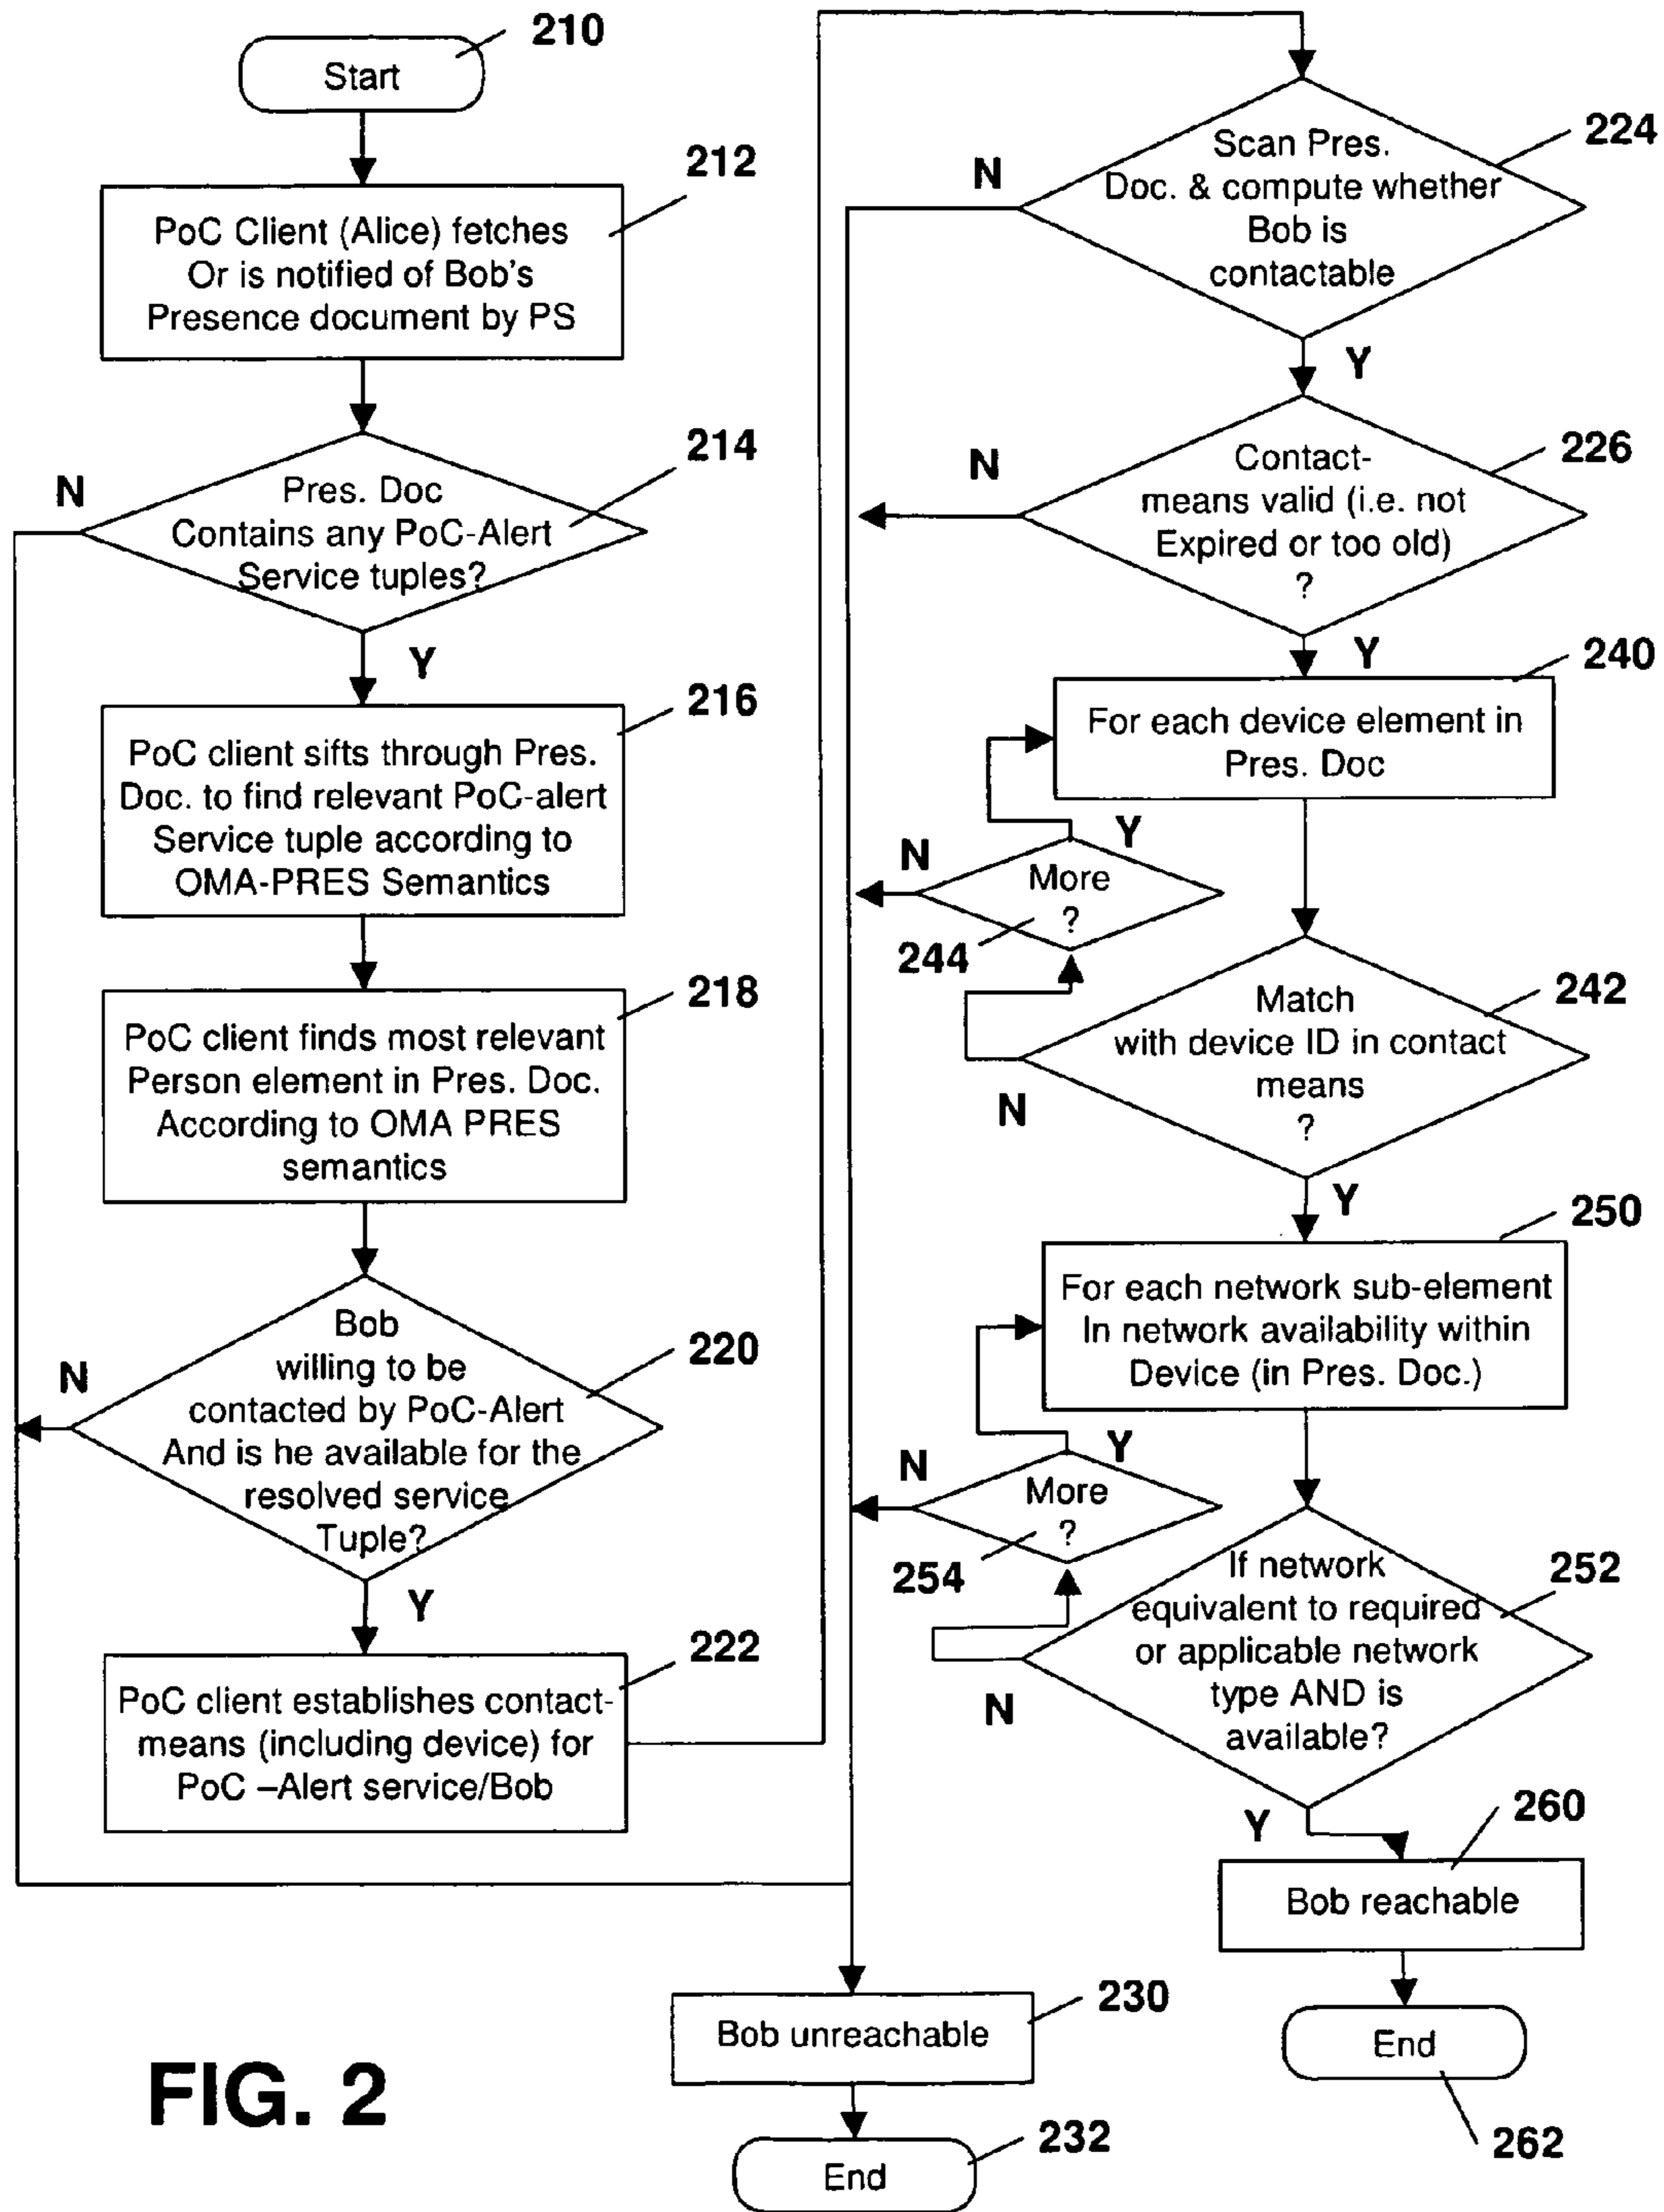 210
Start
212
PoC Client (Alice) fetches
Or is notified of Bob's
Presence document by PS
214
N
Pres. Doc
Contains any PoC-Alert
Service tuples?
Y
216
PoC client sifts through Pres.
Doc. to find relevant PoC-alert
Service tuple according to
OMA-PRES Semantics
218
PoC client finds most relevant
Person element in Pres. Doc.
According to OMA PRES
semantics
220
N
Bob
willing to be
contacted by PoC-Alert
And is he available for the
resolved service
Tuple?
Y
222
PoC client establishes contact-
means (including device) for
PoC –Alert service/Bob
224
N
Scan Pres.
Doc. & compute whether
Bob is
contactable
Y
226
N
Contact-
means valid (i.e. not
Expired or too old)
?
Y
240
For each device element in
Pres. Doc
Y
N
More
?
244
242
Match
with device ID in contact
means
?
N
Y
250
For each network sub-element
In network availability within
Device (in Pres. Doc.)
Y
N
More
?
254
252
If network
equivalent to required
or applicable network
type AND is
available?
N
Y
260
Bob reachable
End
262
230
Bob unreachable
232
End
FIG. 2